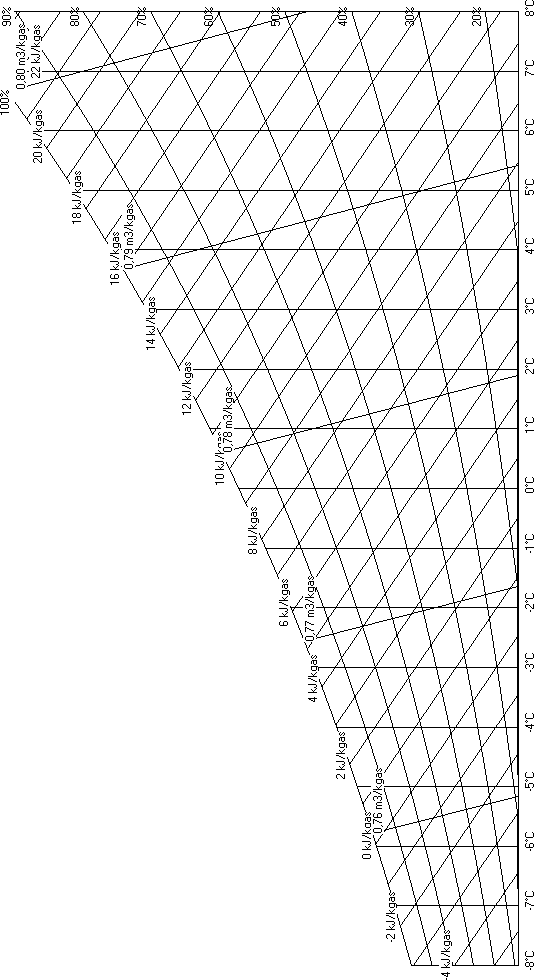 90%
80%
70%
60%
50%
40%
30%
20%
8°C
0,80 m3/kgas
22 kJ/kgas
7°C
100%
20 kJ/kgas
6°C
18 kJ/kgas
5°C
16 kJ/kgas
0,79 m3/kgas
4°C
14 kJ/kgas
3°C
12 kJ/kgas
2°C
10 kJ/kgas
0,78 m3/kgas
1°C
0°C
8 kJ/kgas
-1°C
6 kJ/kgas
0,77 m3/kgas
-2°C
4 kJ/kgas
-3°C
2 kJ/kgas
-4°C
0 kJ/kgas
0,76 m3/kgas
-5°C
-6°C
-2 kJ/kgas
-7°C
-4 kJ/kgas
-8°C